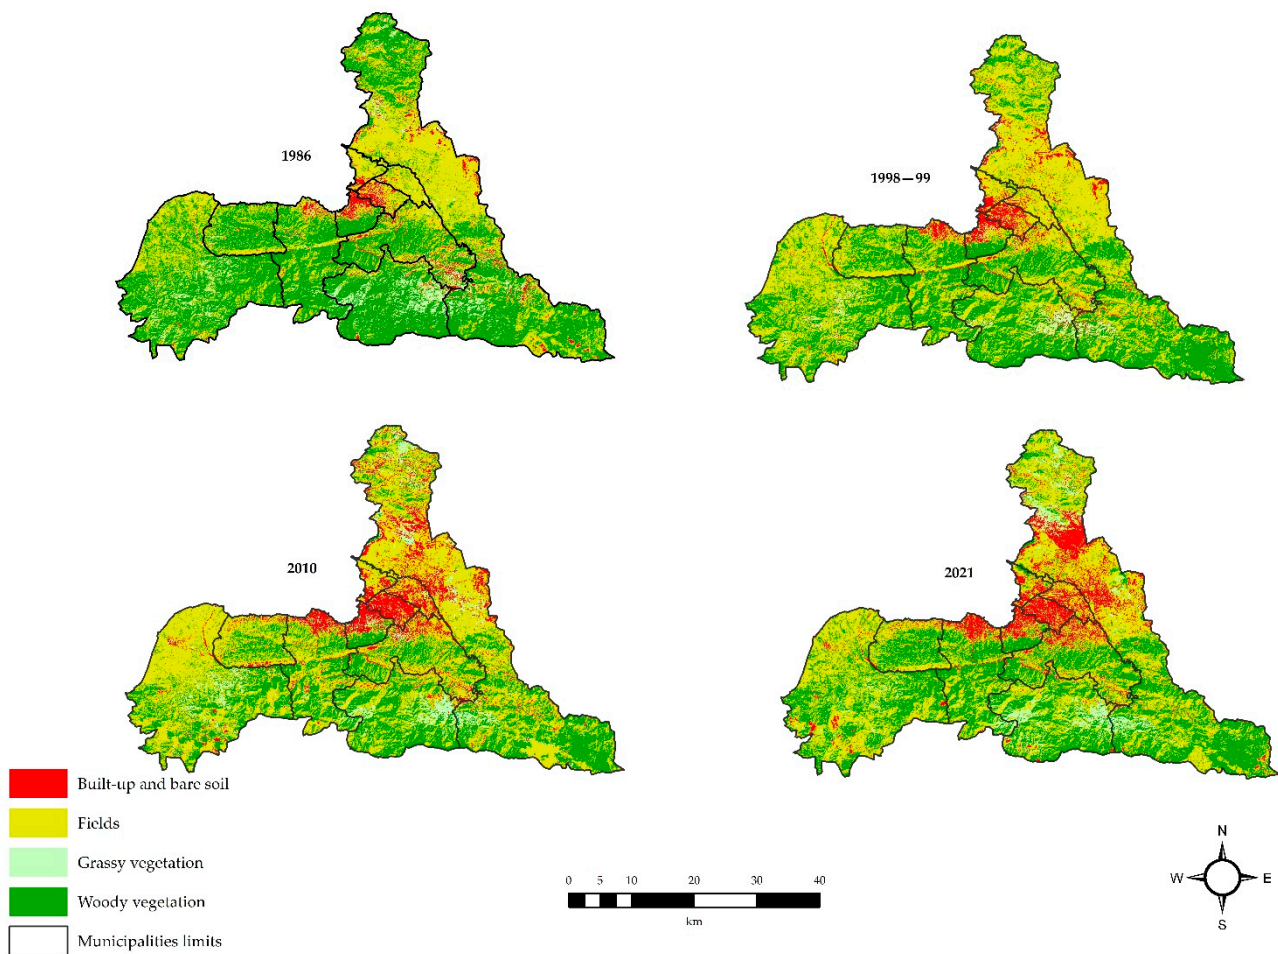 1986
1998—99
2010
2021
Built-up and bare soil
Fields
Grassy vegetation
Woody vegetation
Municipalities limits
0 5 10 20 30 40
km
N
W E
S